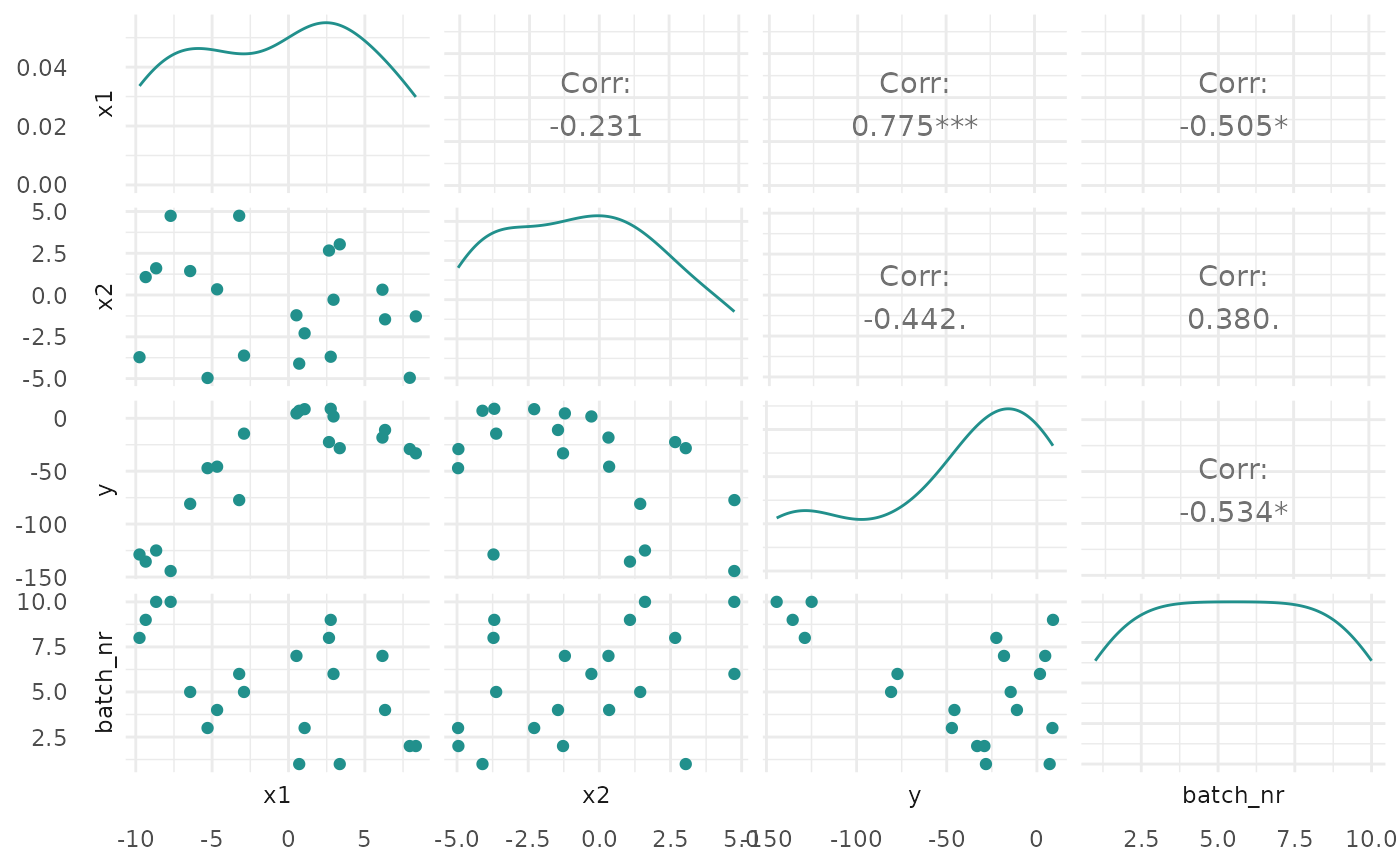 0.04
0.02
0.00
x1
Corr:
-0.231
Corr:
0.775***
Corr:
-0.505*
5.0
2.5
0.0
-2.5
-5.0
x2
Corr:
-0.442.
Corr:
0.380.
0
-50
-100
-150
y
Corr:
-0.534*
10.0
7.5
5.0
2.5
batch_nr
x1 x2 y batch_nr
-10 -5 0 5 -5.0 -2.5 0.0 2.5 5.0 -150 -100 -50 0 2.5 5.0 7.5 10.0